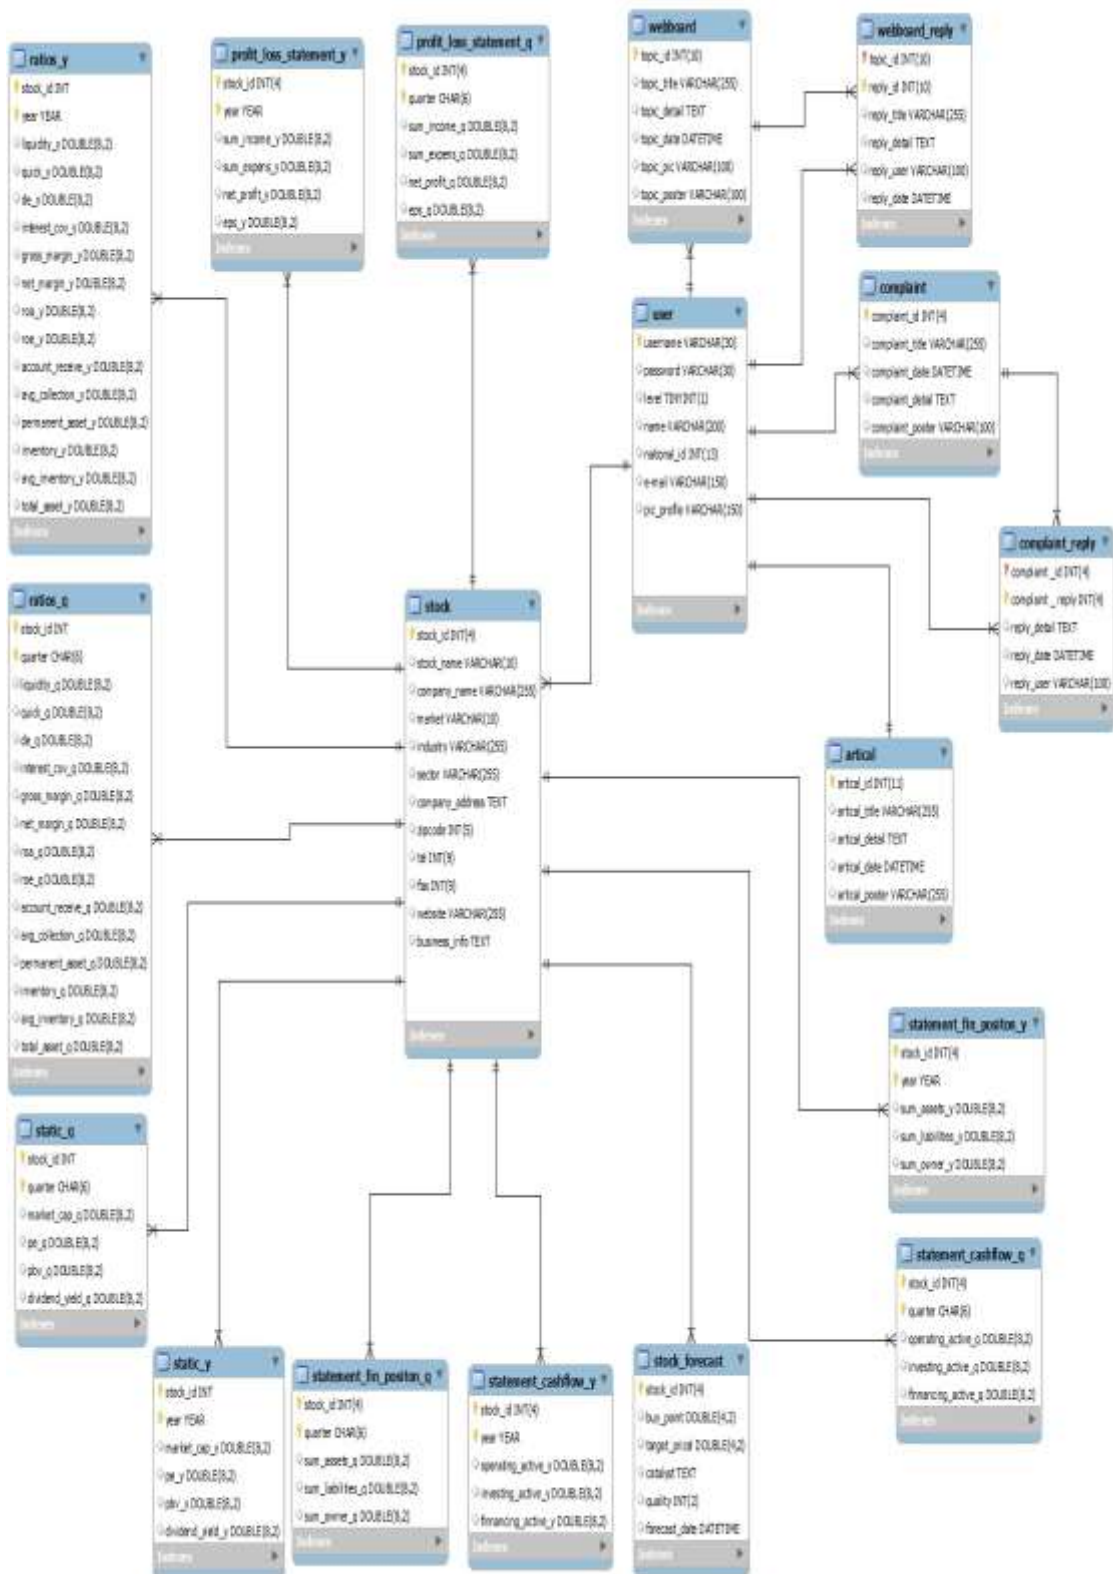 ratios_y
stock_id INT
year YEAR
liquidity_y DOUBLE(8,2)
quick_y DOUBLE(8,2)
de_y DOUBLE(8,2)
interest_cov_y DOUBLE(8,2)
gross_margin_y DOUBLE(8,2)
net_margin_y DOUBLE(8,2)
roa_y DOUBLE(8,2)
roe_y DOUBLE(8,2)
account_receive_y DOUBLE(8,2)
avg_collection_y DOUBLE(8,2)
permanent_asset_y DOUBLE(8,2)
inventory_y DOUBLE(8,2)
avg_inventory_y DOUBLE(8,2)
total_asset_y DOUBLE(8,2)
Indexes
profit_loss_statement_y
stock_id INT(4)
year YEAR
sum_income_y DOUBLE(8,2)
sum_expens_y DOUBLE(8,2)
net_profit_y DOUBLE(8,2)
eps_y DOUBLE(8,2)
Indexes
profit_loss_statement_q
stock_id INT(4)
quarter CHAR(6)
sum_income_q DOUBLE(8,2)
sum_expens_q DOUBLE(8,2)
net_profit_q DOUBLE(8,2)
eps_q DOUBLE(8,2)
Indexes
webboard
topic_id INT(10)
topic_title VARCHAR(255)
topic_detail TEXT
topic_date DATETIME
topic_pic VARCHAR(100)
topic_poster VARCHAR(100)
Indexes
webboard_reply
topic_id INT(10)
reply_id INT(10)
reply_title VARCHAR(255)
reply_detail TEXT
reply_user VARCHAR(100)
reply_date DATETIME
Indexes
user
username VARCHAR(30)
password VARCHAR(30)
level TINYINT(1)
name VARCHAR(200)
national_id INT(13)
e-mail VARCHAR(150)
pic_profile VARCHAR(150)
Indexes
complaint
complaint_id INT(4)
complaint_title VARCHAR(255)
complaint_date DATETIME
complaint_detail TEXT
complaint_poster VARCHAR(100)
Indexes
complaint_reply
complaint _id INT(4)
complaint _ reply INT(4)
reply_detail TEXT
reply_date DATETIME
reply_user VARCHAR(100)
Indexes
ratios_q
stock_id INT
quarter CHAR(6)
liquidity_q DOUBLE(8,2)
quick_q DOUBLE(8,2)
de_q DOUBLE(8,2)
interest_cov_q DOUBLE(8,2)
gross_margin_q DOUBLE(8,2)
net_margin_q DOUBLE(8,2)
roa_q DOUBLE(8,2)
roe_q DOUBLE(8,2)
account_receive_q DOUBLE(8,2)
avg_collection_q DOUBLE(8,2)
permanent_asset_q DOUBLE(8,2)
inventory_q DOUBLE(8,2)
avg_inventory_q DOUBLE(8,2)
total_asset_q DOUBLE(8,2)
Indexes
stock
stock_id INT(4)
stock_name VARCHAR(10)
company_name VARCHAR(255)
market VARCHAR(10)
industry VARCHAR(255)
sector VARCHAR(255)
company_address TEXT
zipcode INT(5)
tel INT(9)
fax INT(9)
website VARCHAR(255)
business_info TEXT
Indexes
artical
artical_id INT(11)
artical_title VARCHAR(255)
artical_detail TEXT
artical_date DATETIME
artical_poster VARCHAR(255)
Indexes
statement_fin_positon_y
stock_id INT(4)
year YEAR
sum_assets_y DOUBLE(8,2)
sum_liabilities_y DOUBLE(8,2)
sum_owner_y DOUBLE(8,2)
Indexes
static_q
stock_id INT
quarter CHAR(6)
market_cap_q DOUBLE(8,2)
pe_q DOUBLE(8,2)
pbv_q DOUBLE(8,2)
dividend_yield_q DOUBLE(8,2)
Indexes
statement_cashflow_q
stock_id INT(4)
quarter CHAR(6)
operating_active_q DOUBLE(8,2)
investing_active_q DOUBLE(8,2)
finnancing_active_q DOUBLE(8,2)
Indexes
static_y
stock_id INT
year YEAR
market_cap_y DOUBLE(8,2)
pe_y DOUBLE(8,2)
pbv_y DOUBLE(8,2)
dividend_yield_y DOUBLE(8,2)
Indexes
statement_fin_positon_q
stock_id INT(4)
quarter CHAR(6)
sum_assets_q DOUBLE(8,2)
sum_liabilites_q DOUBLE(8,2)
sum_owner_q DOUBLE(8,2)
Indexes
statement_cashflow_y
stock_id INT(4)
year YEAR
operating_active_y DOUBLE(8,2)
investing_active_y DOUBLE(8,2)
finnancing_active_y DOUBLE(8,2)
Indexes
stock_forecast
stock_id INT(4)
buy_point DOUBLE(4,2)
target_prical DOUBLE(4,2)
catalyst TEXT
quality INT(2)
forecast_date DATETIME
Indexes